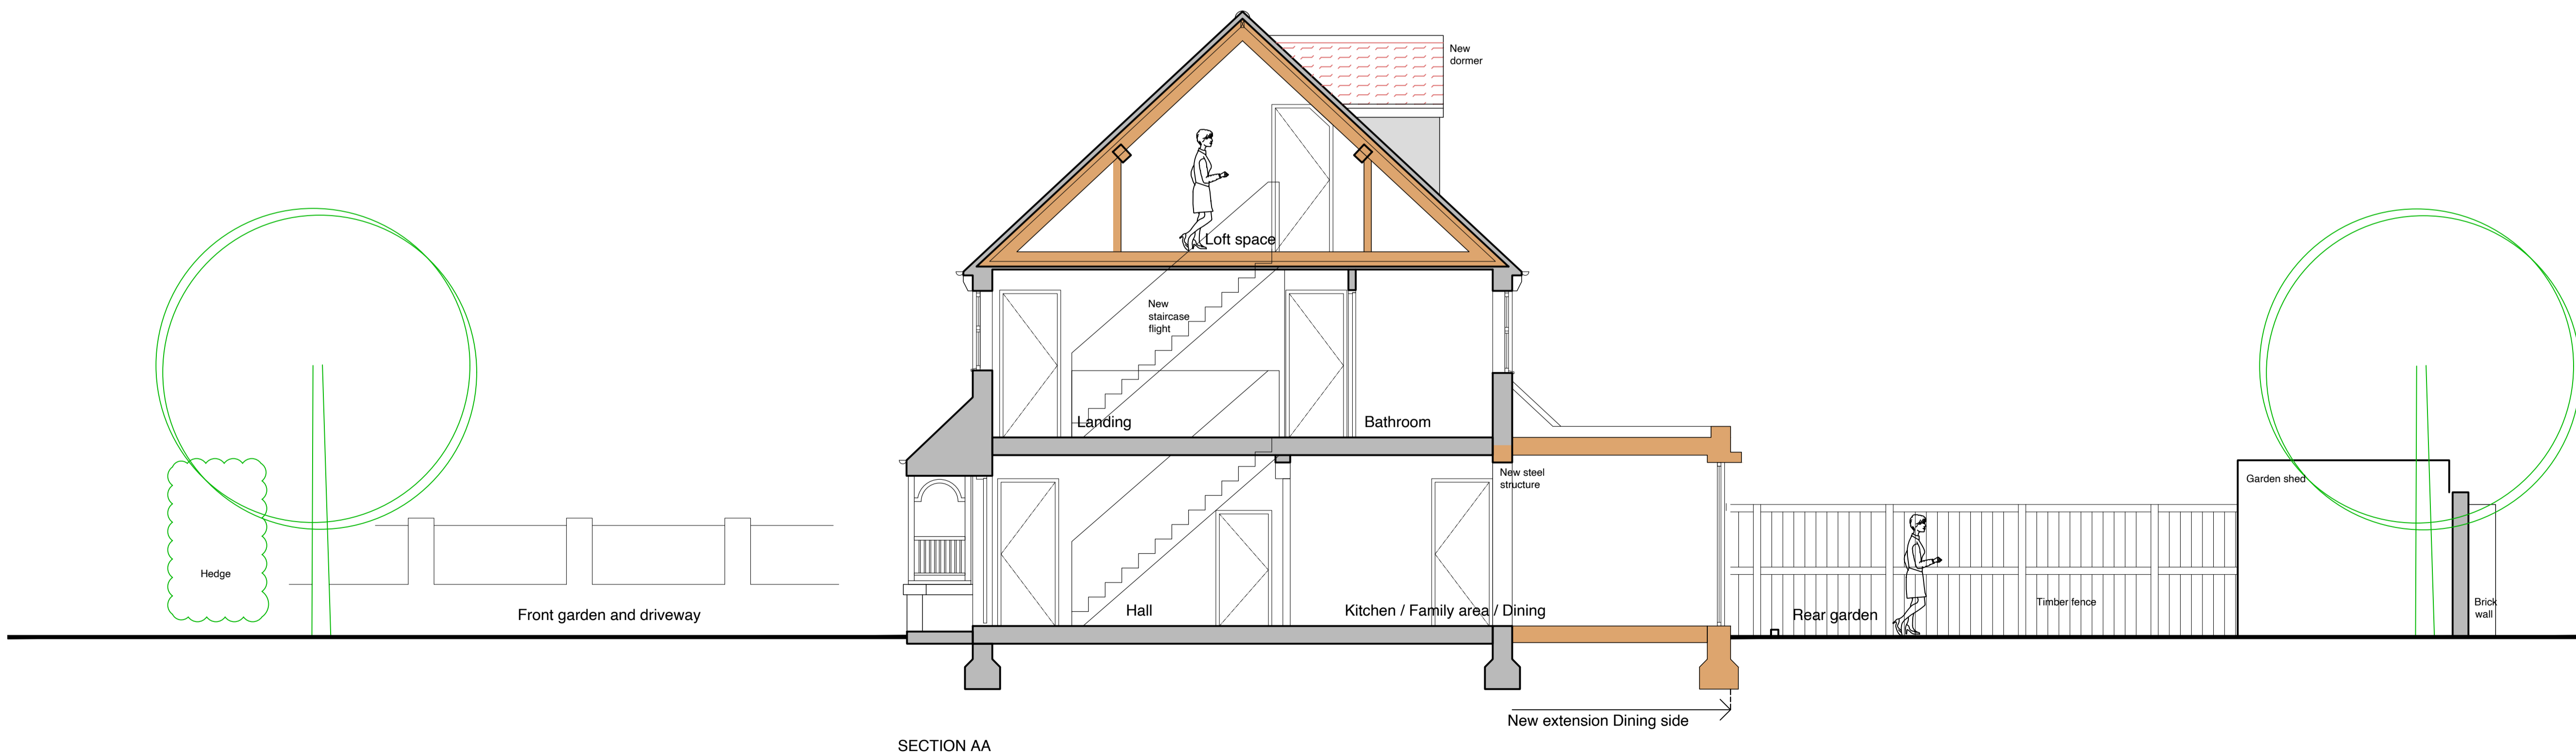 New
dormer
Loft space
New
staircase
flight
Landing
Bathroom
New steel
structure
Garden shed
Hedge
Front garden and driveway
Hall
Kitchen / Family area / Dining
Rear garden
Timber fence
Brick
wall
New extension Dining side
SECTION AA